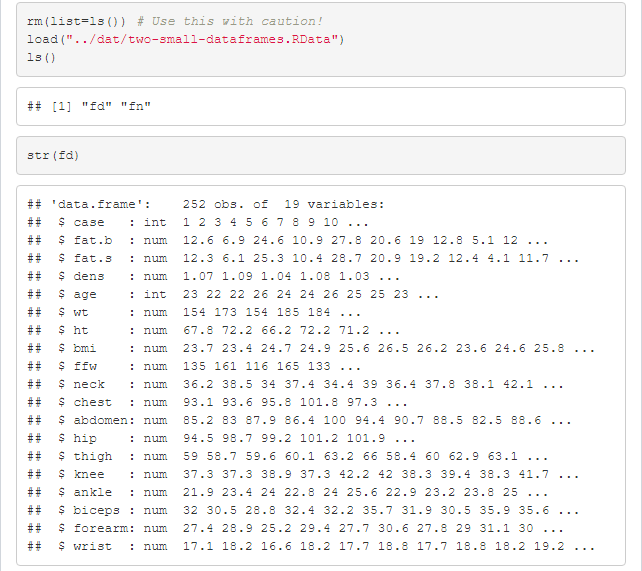 rm(list=ls()) # Use this with caution!
load("../dat/two-small-dataframes.RData")
ls()
## [1] "fd" "fn"
str(fd)
## 'data.frame':    252 obs. of  19 variables:
##  $ case   : int  1 2 3 4 5 6 7 8 9 10 ...
##  $ fat.b  : num  12.6 6.9 24.6 10.9 27.8 20.6 19 12.8 5.1 12 ...
##  $ fat.s  : num  12.3 6.1 25.3 10.4 28.7 20.9 19.2 12.4 4.1 11.7 ...
##  $ dens   : num  1.07 1.09 1.04 1.08 1.03 ...
##  $ age    : int  23 22 22 26 24 24 26 25 25 23 ...
##  $ wt     : num  154 173 154 185 184 ...
##  $ ht     : num  67.8 72.2 66.2 72.2 71.2 ...
##  $ bmi    : num  23.7 23.4 24.7 24.9 25.6 26.5 26.2 23.6 24.6 25.8 ...
##  $ ffw    : num  135 161 116 165 133 ...
##  $ neck   : num  36.2 38.5 34 37.4 34.4 39 36.4 37.8 38.1 42.1 ...
##  $ chest  : num  93.1 93.6 95.8 101.8 97.3 ...
##  $ abdomen: num  85.2 83 87.9 86.4 100 94.4 90.7 88.5 82.5 88.6 ...
##  $ hip    : num  94.5 98.7 99.2 101.2 101.9 ...
##  $ thigh  : num  59 58.7 59.6 60.1 63.2 66 58.4 60 62.9 63.1 ...
##  $ knee   : num  37.3 37.3 38.9 37.3 42.2 42 38.3 39.4 38.3 41.7 ...
##  $ ankle  : num  21.9 23.4 24 22.8 24 25.6 22.9 23.2 23.8 25 ...
##  $ biceps : num  32 30.5 28.8 32.4 32.2 35.7 31.9 30.5 35.9 35.6 ...
##  $ forearm: num  27.4 28.9 25.2 29.4 27.7 30.6 27.8 29 31.1 30 ...
##  $ wrist  : num  17.1 18.2 16.6 18.2 17.7 18.8 17.7 18.8 18.2 19.2 ...